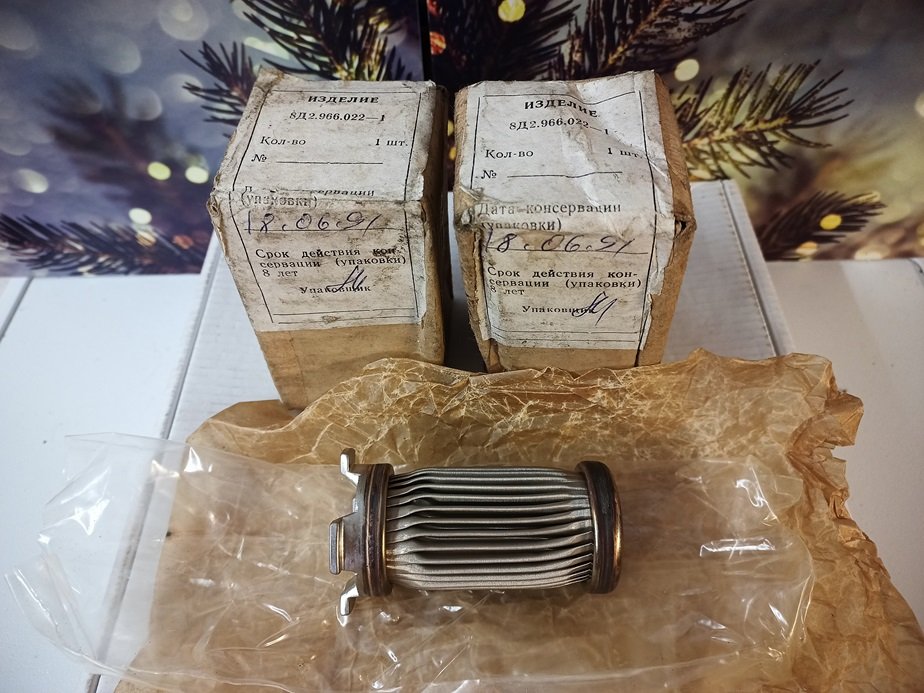 ИЗДЕЛИЕ
8Д2.966.022—1
Кол-во 1 шт.
№
(упаковки)
18.06.91
Срок действия кон-
сервации (упаковки)
8 лет
Упаковщик
ИЗДЕЛИЕ
8Д2.966.022—1
Кол-во 1 шт.
№
Дата консервации
(упаковки)
18.06.91
Срок действия кон-
сервации (упаковки)
8 лет
Упаковщик